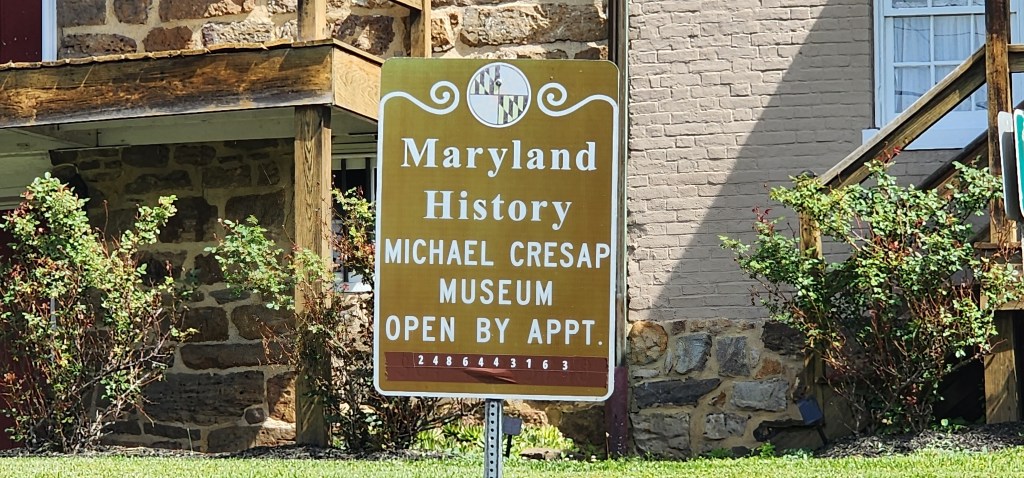 Maryland
History
MICHAEL CRESAP
MUSEUM
OPEN BY APPT.
2486443163